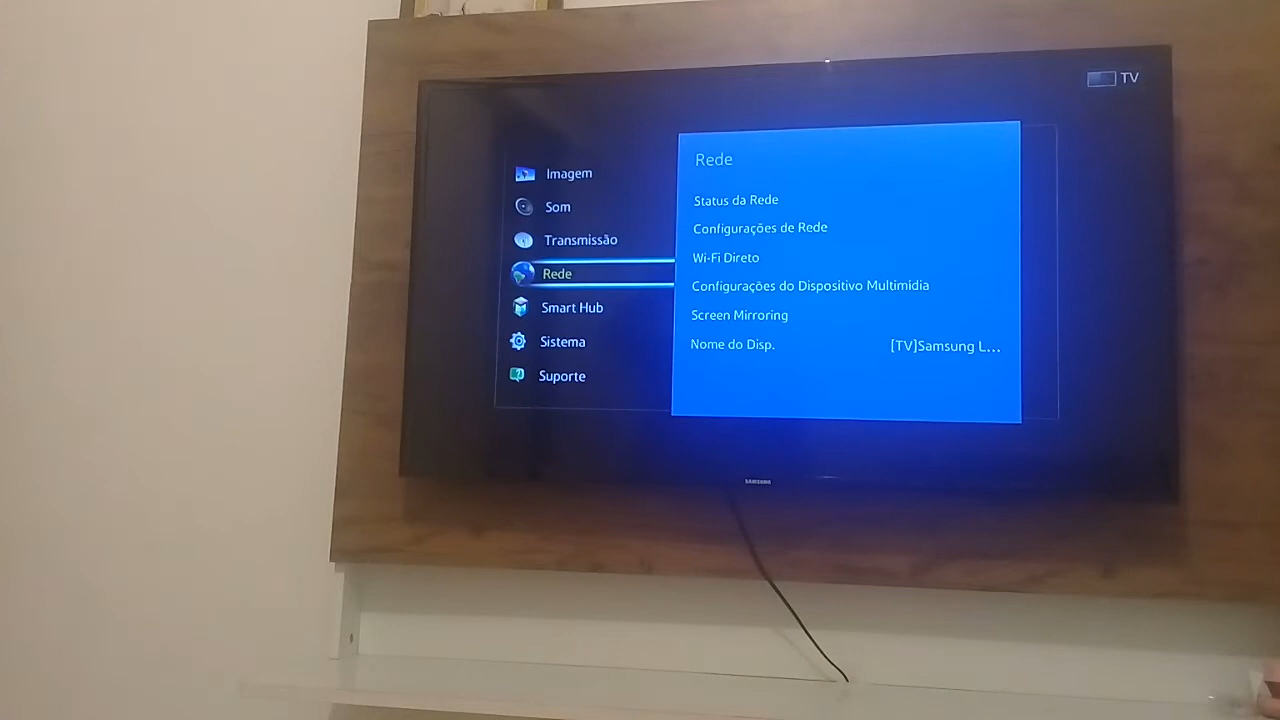 TV
Imagem
Som
Transmissão
Rede
Smart Hub
Sistema
Suporte
Rede
Status da Rede
Configurações de Rede
Wi-Fi Direto
Configurações do Dispositivo Multimídia
Screen Mirroring
Nome do Disp. [TV]Samsung L...
SAMSUNG